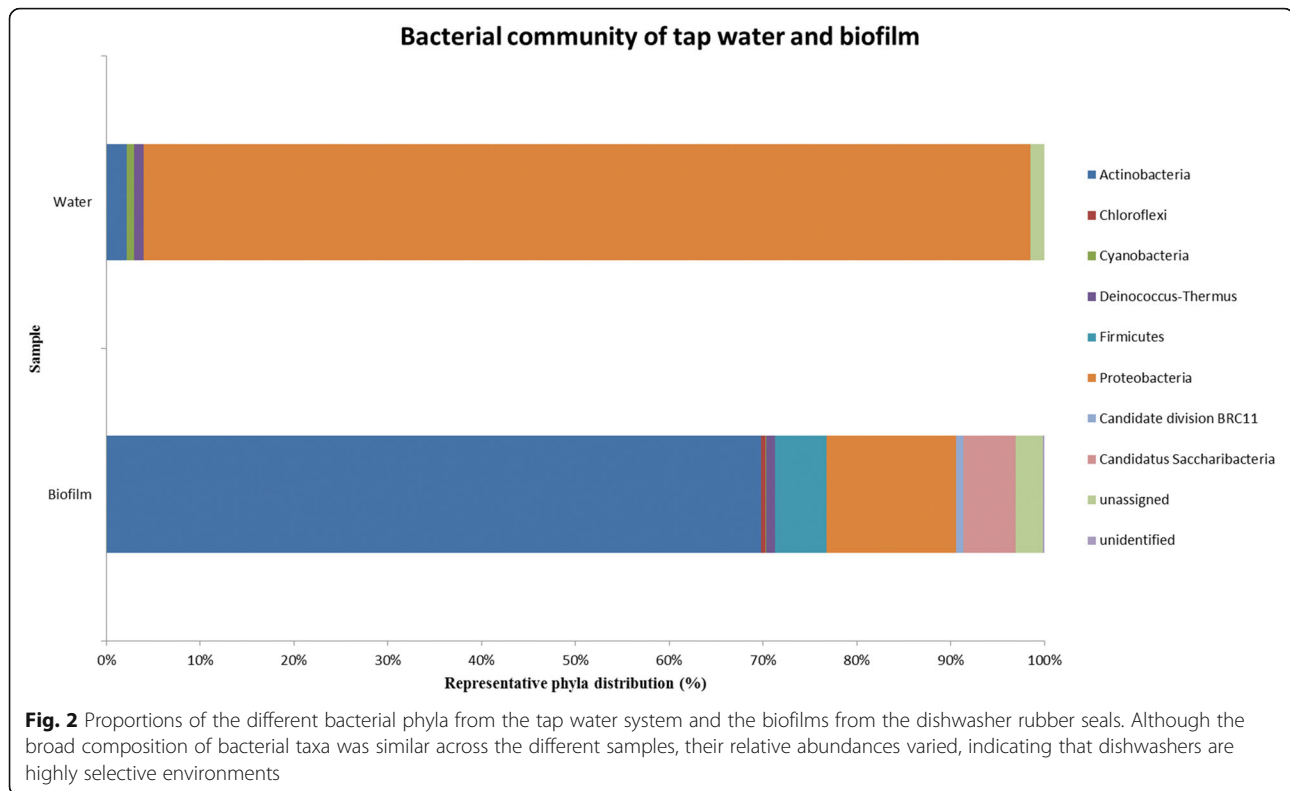 Bacterial community of tap water and biofilm
Water
Biofilm
Sample
0% 10% 20% 30% 40% 50% 60% 70% 80% 90% 100%
Representative phyla distribution (%)
Actinobacteria
Chloroflexi
Cyanobacteria
Deinococcus-Thermus
Firmicutes
Proteobacteria
Candidate division BRC11
Candidatus Saccharibacteria
unassigned
unidentified
Fig. 2 Proportions of the different bacterial phyla from the tap water system and the biofilms from the dishwasher rubber seals. Although the
broad composition of bacterial taxa was similar across the different samples, their relative abundances varied, indicating that dishwashers are
highly selective environments